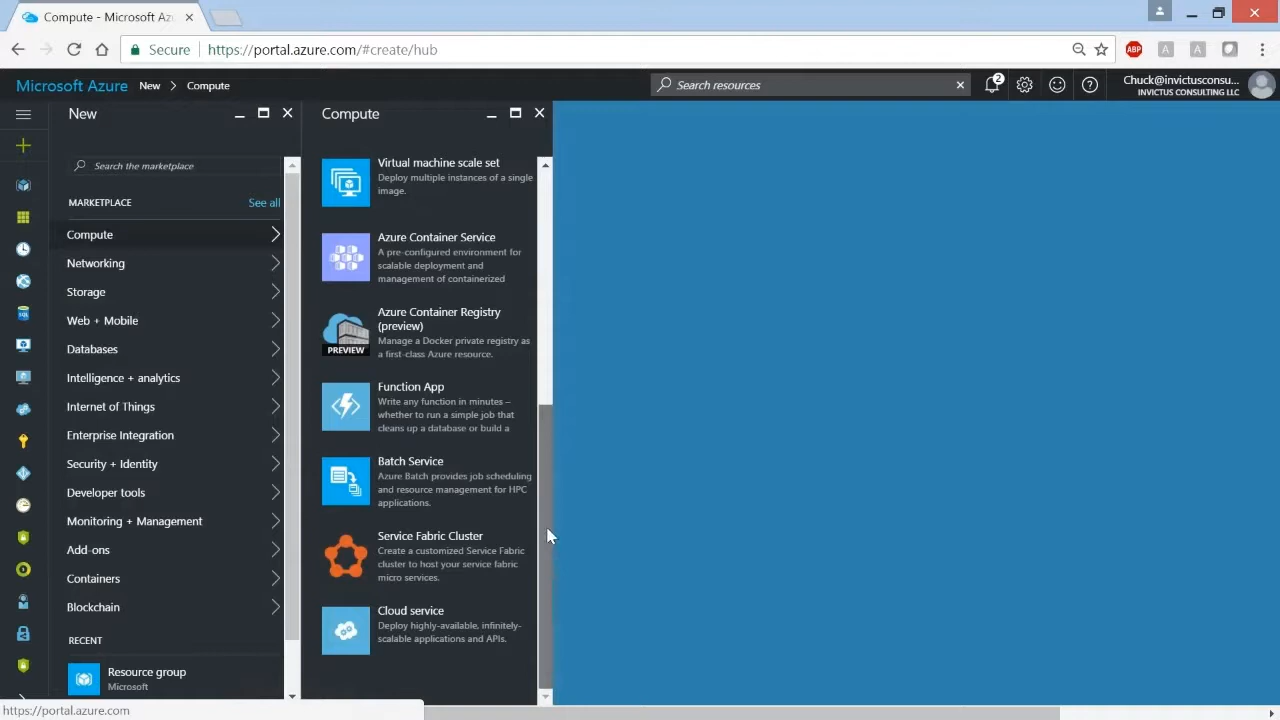 Compute - Microsoft Azu
Secure
https://portal.azure.com/#create/hub
ABP
Microsoft Azure
New
Compute
Search resources
2
Chuck@invictusconsu...
INVICTUS CONSULTING LLC
New
Compute
Search the marketplace
MARKETPLACE
See all
Compute
Networking
Storage
Web + Mobile
Databases
Intelligence + analytics
Internet of Things
Enterprise Integration
Security + Identity
Developer tools
Monitoring + Management
Add-ons
Containers
Blockchain
RECENT
Resource group
Microsoft
Virtual machine scale set
Deploy multiple instances of a single
image.
Azure Container Service
A pre-configured environment for
scalable deployment and
management of containerized
Azure Container Registry
(preview)
PREVIEW
Manage a Docker private registry as
a first-class Azure resource.
Function App
Write any function in minutes –
whether to run a simple job that
cleans up a database or build a
Batch Service
Azure Batch provides job scheduling
and resource management for HPC
applications.
Service Fabric Cluster
Create a customized Service Fabric
cluster to host your service fabric
micro services.
Cloud service
Deploy highly-available, infinitely-
scalable applications and APIs.
https://portal.azure.com